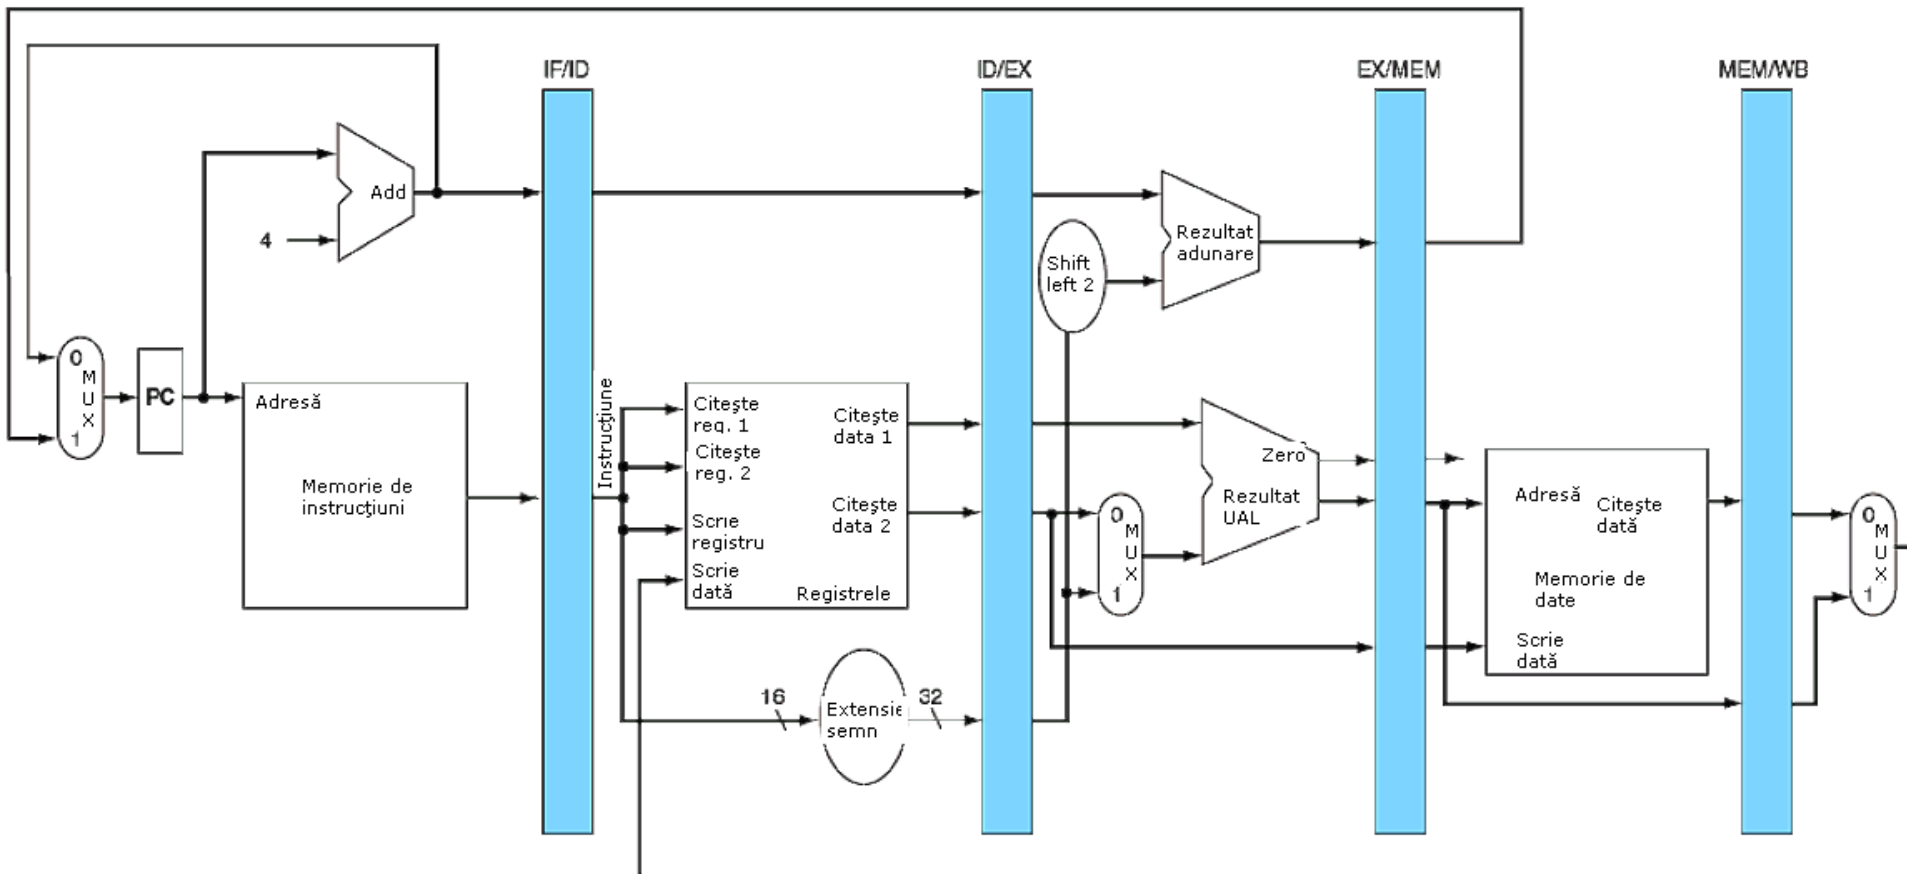 IF/ID
ID/EX
EX/MEM
MEM/WB
Add
4
Shift
left 2
Rezultat
adunare
0
M
U
X
1
PC
Adresă
Memorie de
instrucţiuni
Instrucţiune
Citeşte
reg. 1
Citeşte
reg. 2
Scrie
registru
Scrie
dată
Citeşte
data 1
Citeşte
data 2
Registrele
16
Extensie
semn
32
0
M
U
X
1
Zero
Rezultat
UAL
Adresă
Citeşte
dată
Memorie de
date
Scrie
dată
0
M
U
X
1